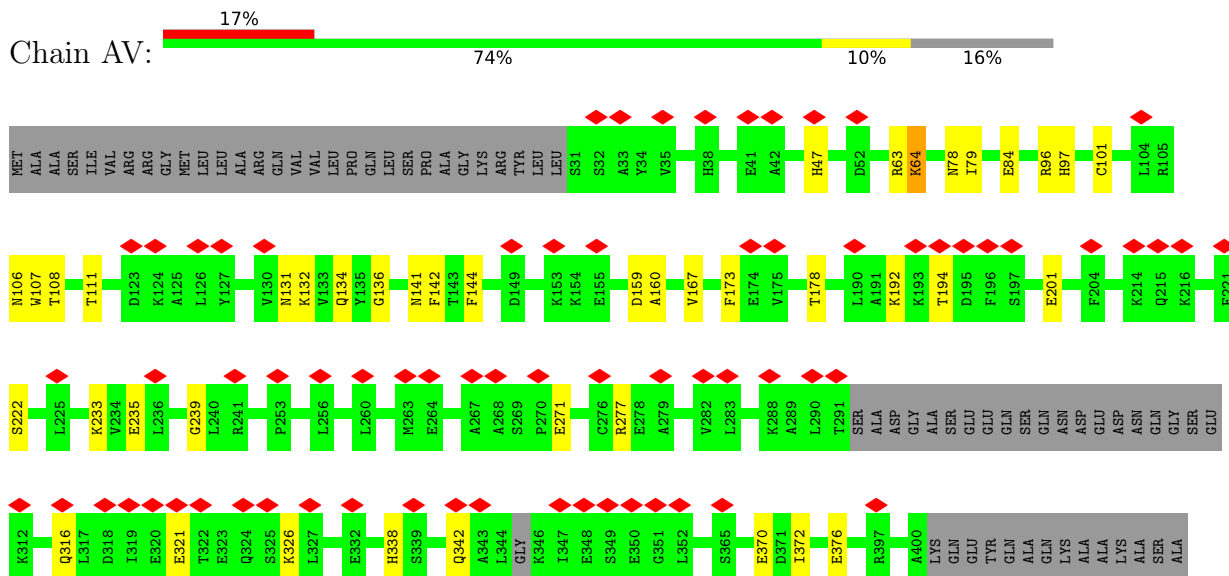 17%
Chain AV:
74% 10% 16%
MET ALA ALA SER ILE VAL ARG ARG GLY MET LEU LEU ALA ARG GLN VAL VAL LEU PRO GLN LEU SER PRO ALA GLY LYS ARG TYR LEU LEU S31 S32 A33 Y34 V35 H38 E41 A42 H47 D52 R63 K64 N78 I79 E84 R96 H97 C101 L104 R105
N106 W107 T108 T111 D123 K124 A125 L126 Y127 V130 N131 K132 V133 Q134 Y135 G136 N141 F142 T143 F144 D149 K153 K154 E155 D159 A160 V167 F173 E174 V175 T178 L190 A191 K192 K193 T194 D195 F196 S197 E201 F204 K214 Q215 K216
S222 L225 K233 V234 E235 L236 G239 L240 R241 P253 L256 L260 M263 E264 A267 A268 S269 P270 E271 C276 R277 E278 A279 V282 L283 K288 A289 L290 T291 SER ALA ASP GLY ALA SER GLU GLU GLN SER GLN ASN ASP GLU ASP ASP ASN GLN GLY SER GLU
K312 Q316 L317 D318 I319 E320 E321 T322 E323 Q324 S325 K326 L327 E332 H338 S339 Q342 A343 L344 GLY K346 I347 E348 S349 E350 G351 L352 S365 E370 D371 I372 E376 R397 A400 LYS GLN GLU TYR GLN ALA GLN LYS ALA ALA LYS ALA SER ALA